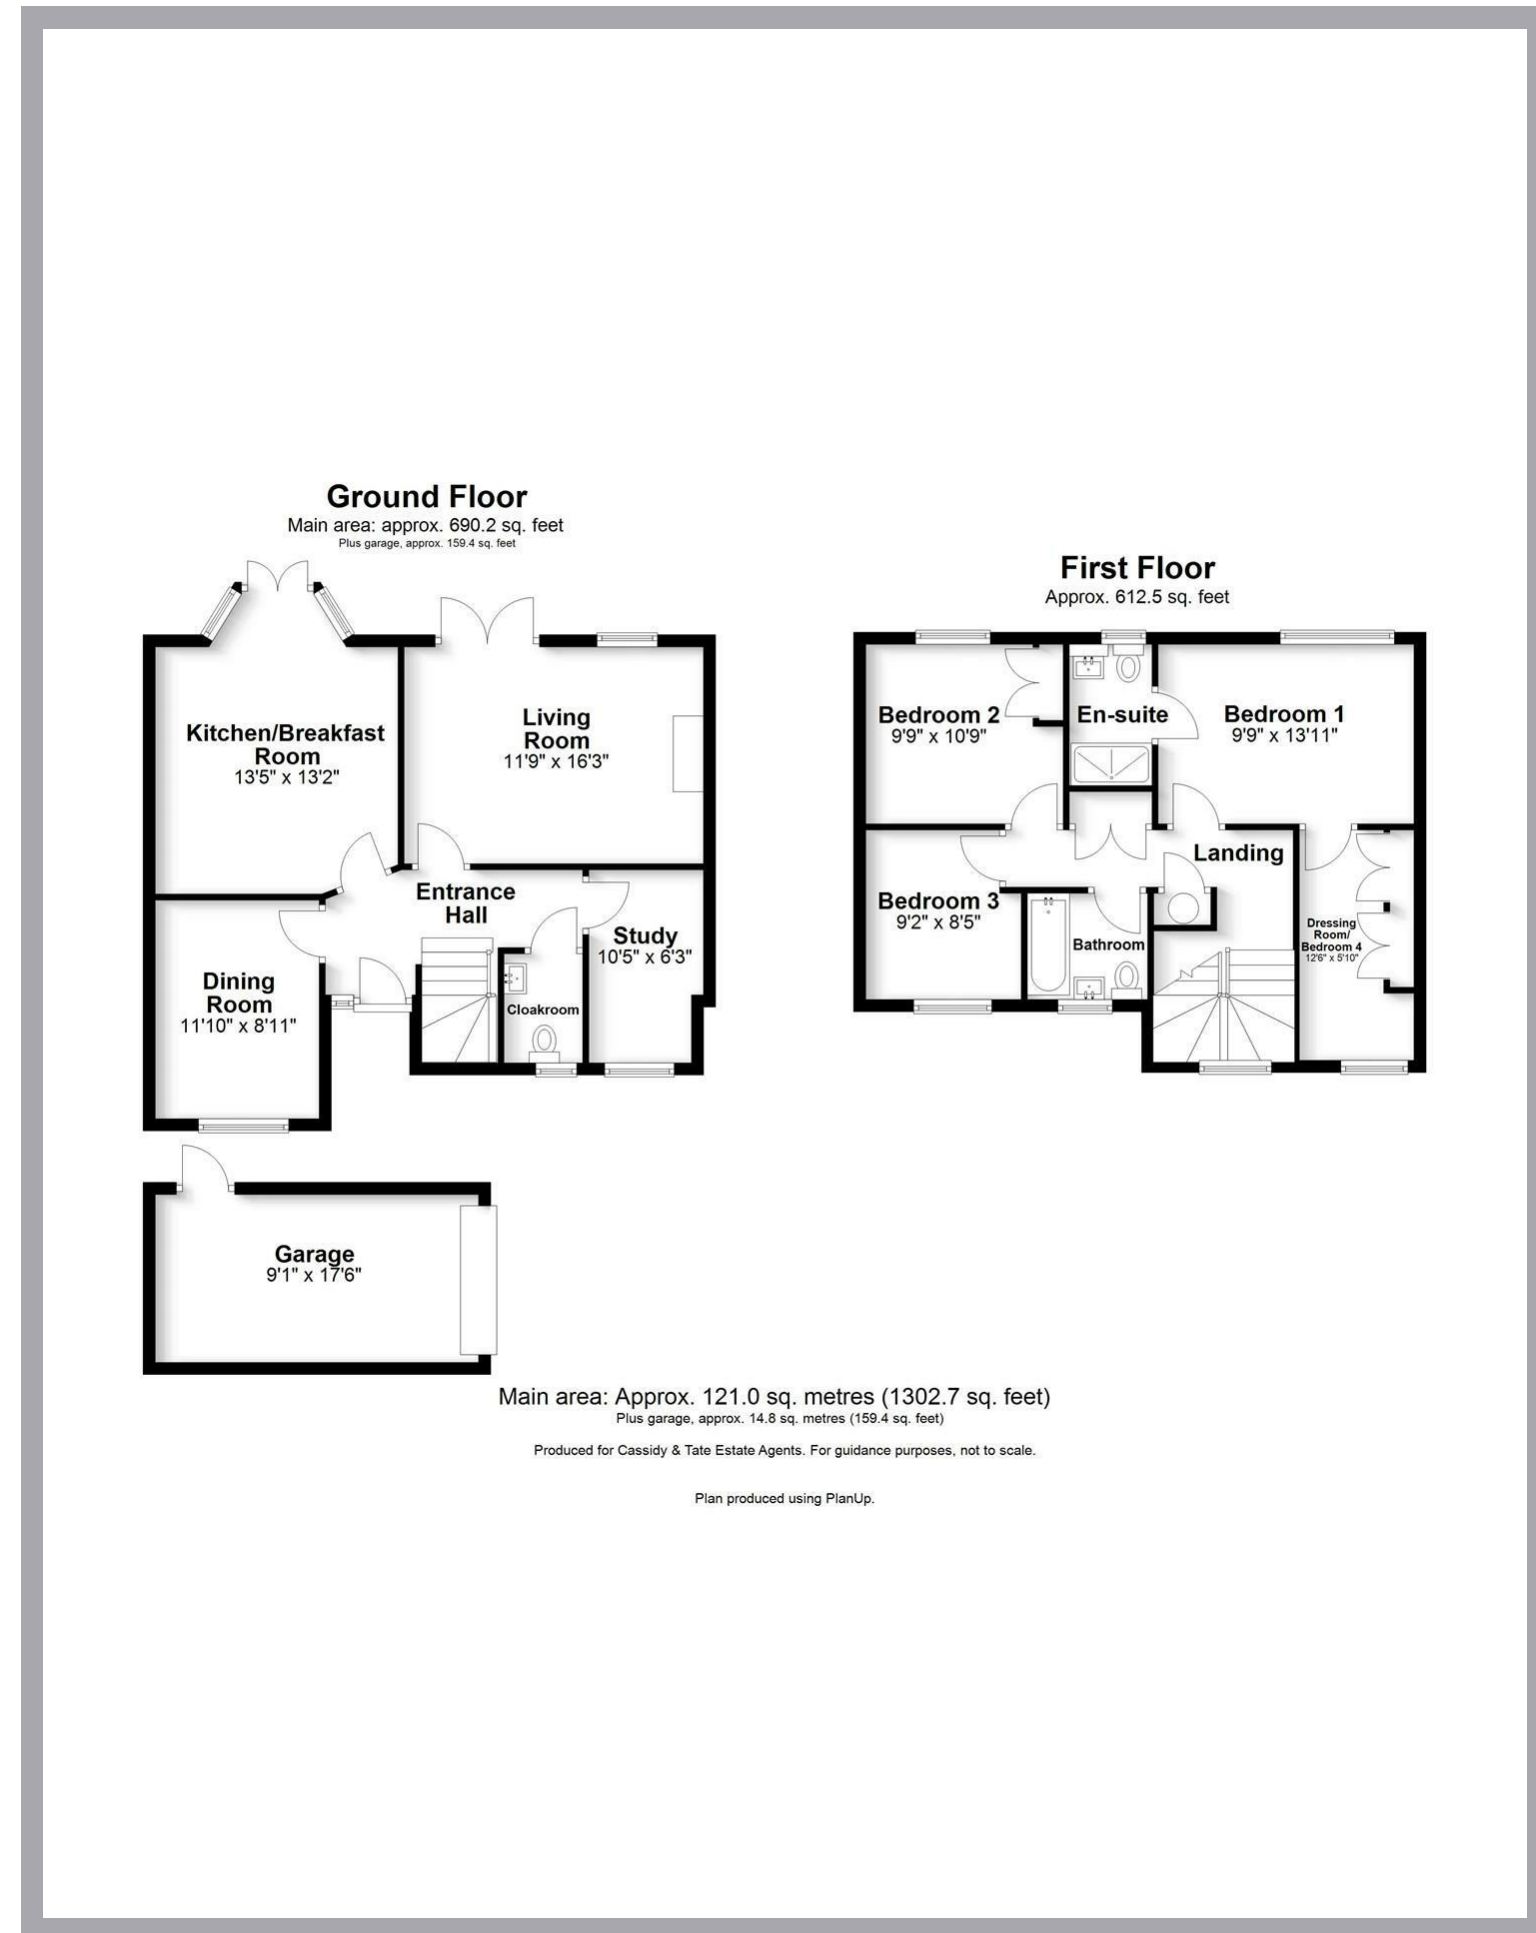 Ground Floor
Main area: approx. 690.2 sq. feet
Plus garage, approx. 159.4 sq. feet
Kitchen/Breakfast
Room
13'5" x 13'2"
Living
Room
11'9" x 16'3"
Entrance
Hall
Study
10'5" x 6'3"
Dining
Room
11'10" x 8'11"
Cloakroom
Garage
9'1" x 17'6"
First Floor
Approx. 612.5 sq. feet
Bedroom 2
9'9" x 10'9"
En-suite
Bedroom 1
9'9" x 13'11"
Landing
Bedroom 3
9'2" x 8'5"
Bathroom
Dressing
Room/
Bedroom 4
12'6" x 5'10"
Main area: Approx. 121.0 sq. metres (1302.7 sq. feet)
Plus garage, approx. 14.8 sq. metres (159.4 sq. feet)
Produced for Cassidy & Tate Estate Agents. For guidance purposes, not to scale.
Plan produced using PlanUp.